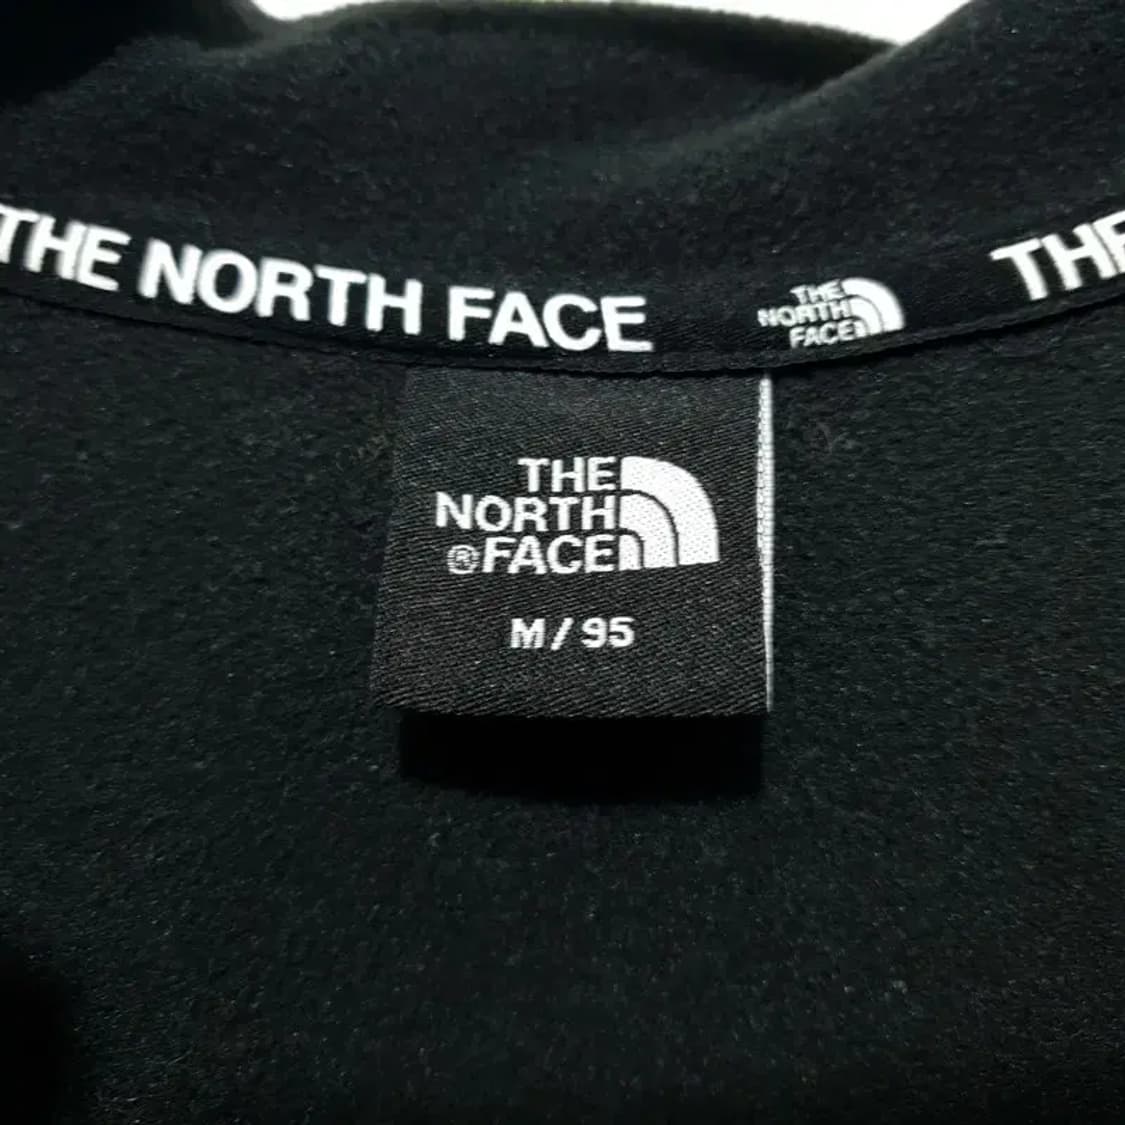 THE NORTH FACE
THE
NORTH
FACE
THE
THE
NORTH
®FACE
M/95